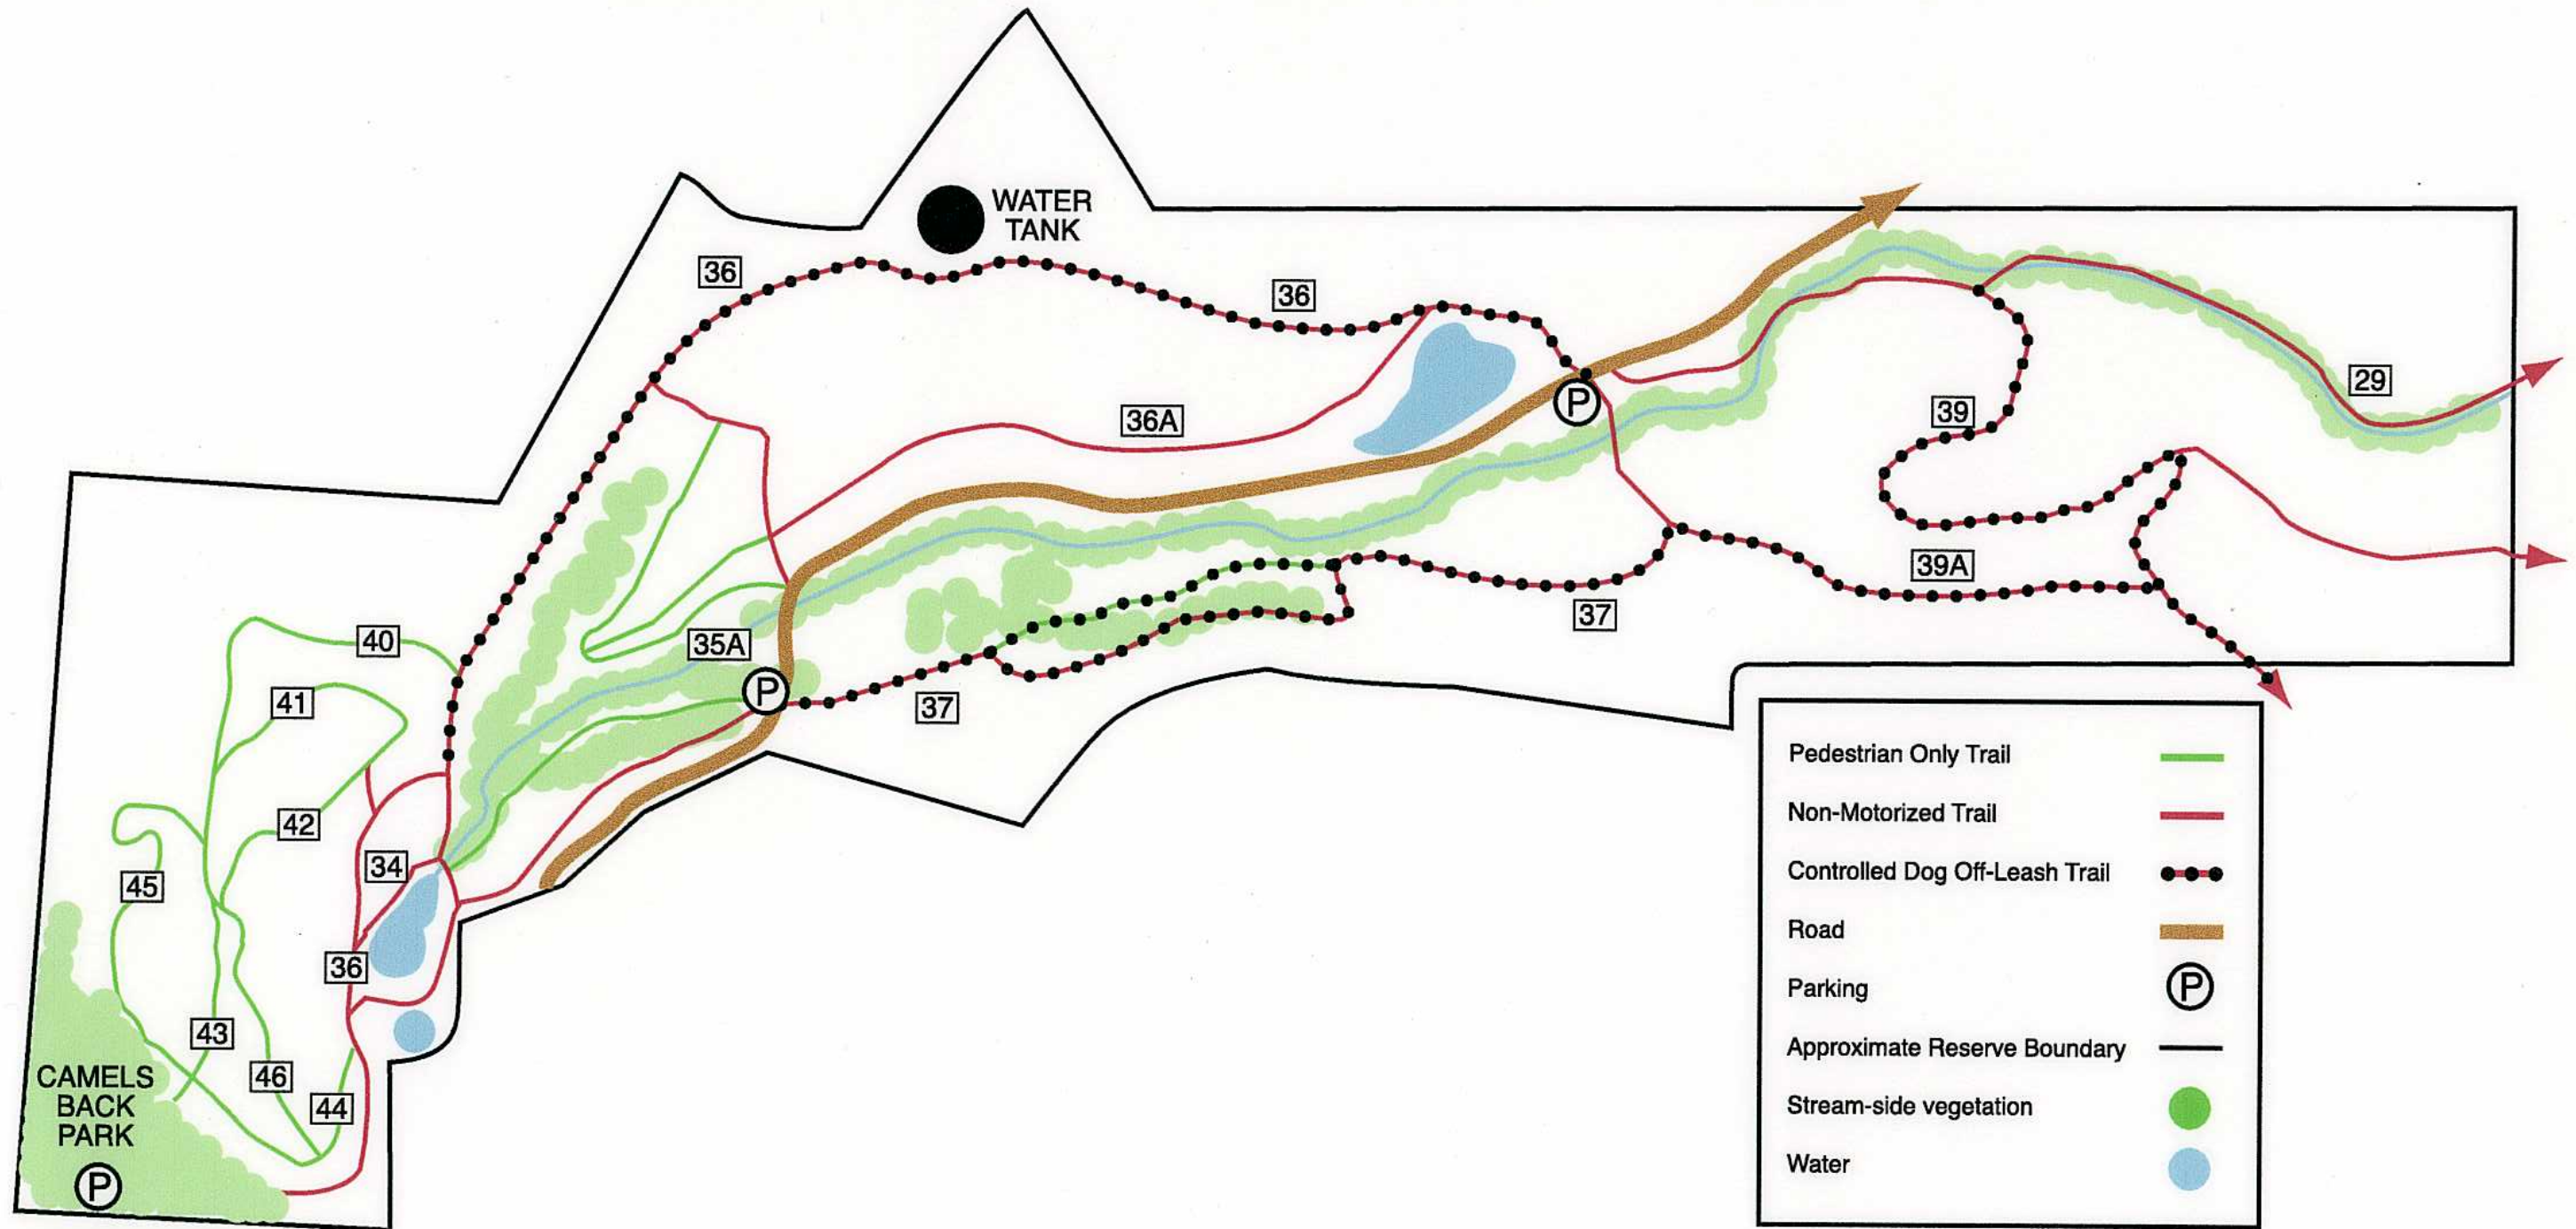 WATER
TANK
36
36
36A
29
39
39A
40
35A
37
41
37
42
34
45
36
43
46
44
CAMELS
BACK
PARK
P
P
P
Pedestrian Only Trail
Non-Motorized Trail
Controlled Dog Off-Leash Trail
Road
Parking
P
Approximate Reserve Boundary
Stream-side vegetation
Water